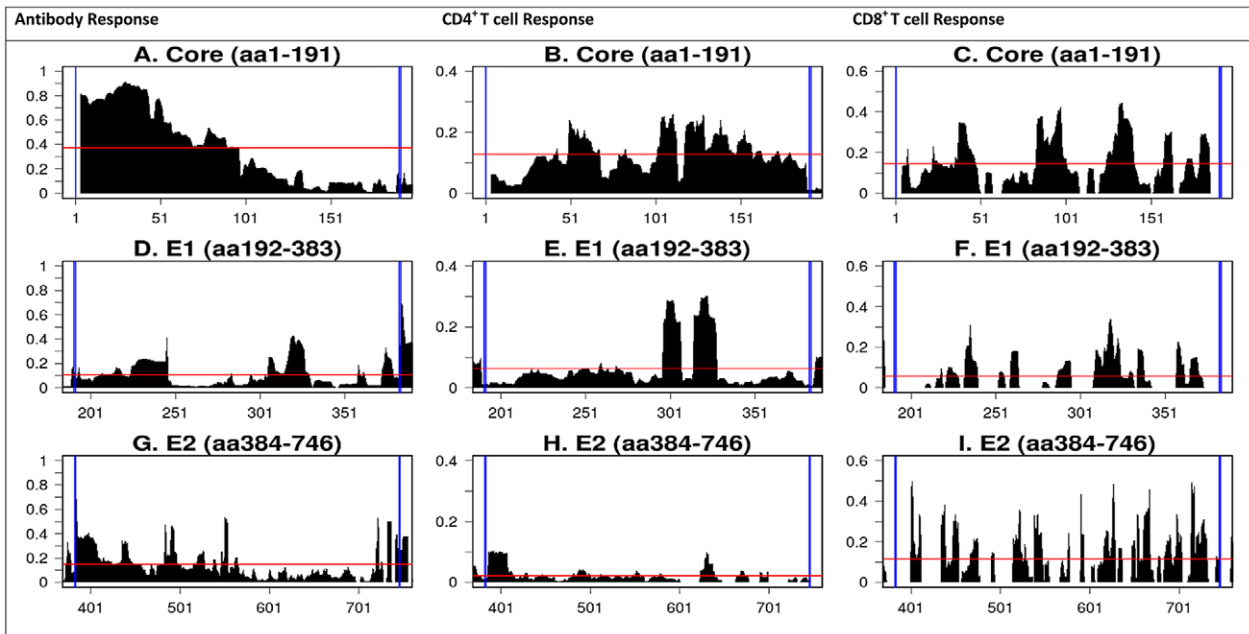 Antibody Response CD4+ T cell Response CD8+ T cell Response
A. Core (aa1-191) B. Core (aa1-191) C. Core (aa1-191)
1 0.4 0.6
0.8
0.6 0.4
0.2
0.4 0.2
0.2
0 0 0
1 51 101 151 1 51 101 151 1 51 101 151
D. E1 (aa192-383) E. E1 (aa192-383) F. E1 (aa192-383)
1 0.4 0.6
0.8
0.6 0.4
0.2
0.4 0.2
0.2
0 0 0
201 251 301 351 201 251 301 351 201 251 301 351
G. E2 (aa384-746) H. E2 (aa384-746) I. E2 (aa384-746)
1 0.4 0.6
0.8
0.6 0.4
0.2
0.4 0.2
0.2
0 0 0
401 501 601 701 401 501 601 701 401 501 601 701